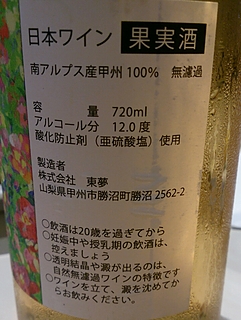 日本ワイン 果実酒
南アルプス産甲州 100% 無濾過
容 量 720ml
アルコール分 12.0 度
酸化防止剤（亜硫酸塩）使用
製造者
株式会社 東夢
山梨県甲州市勝沼町勝沼 2562-2
○飲酒は20歳を過ぎてから
○妊娠中や授乳期の飲酒は、
控えましょう
○透明結晶や澱が出るのは、
自然無濾過ワインの特徴です
○ワインを立て、澱を沈めてか
らお飲みください。